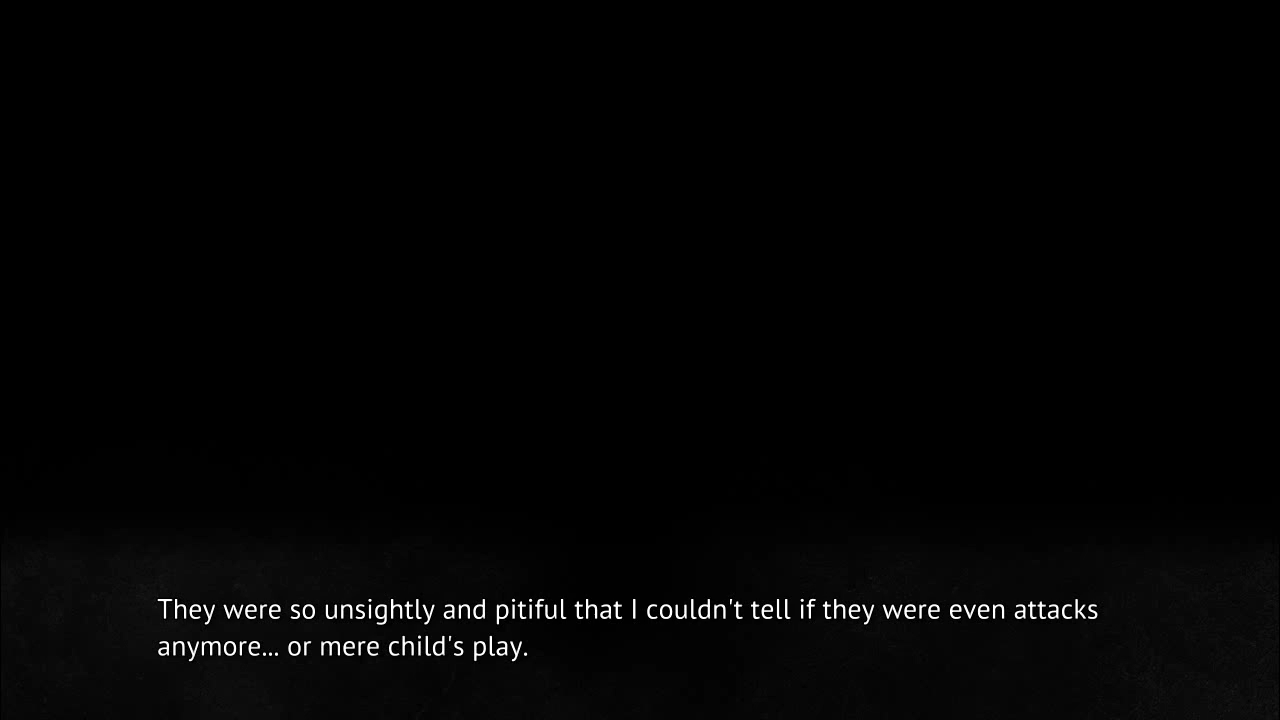 They were so unsightly and pitiful that I couldn't tell if they were even attacks
anymore... or mere child's play.